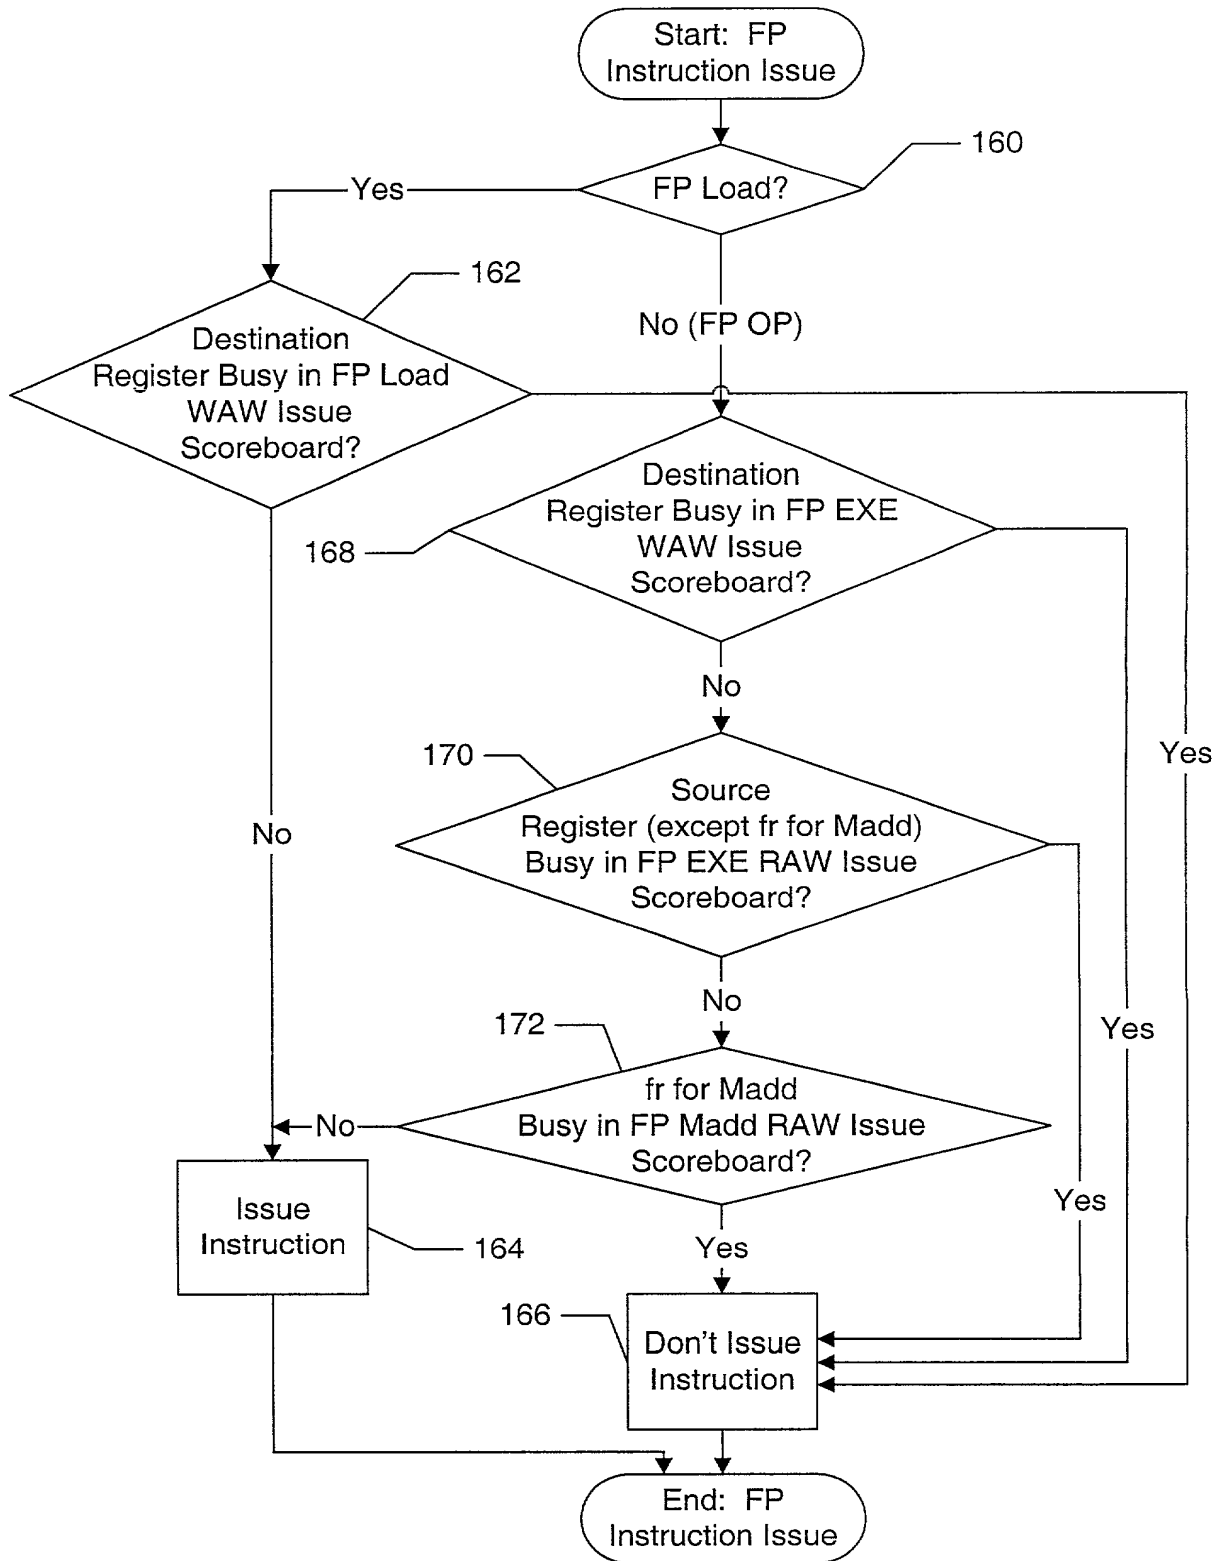 Start: FP
Instruction Issue
160
FP Load?
Yes
162
No (FP OP)
Destination
Register Busy in FP Load
WAW Issue
Scoreboard?
Destination
Register Busy in FP EXE
WAW Issue
Scoreboard?
168
No
170
Yes
Source
Register (except fr for Madd)
Busy in FP EXE RAW Issue
Scoreboard?
No
No
172
Yes
fr for Madd
Busy in FP Madd RAW Issue
Scoreboard?
No
Yes
Issue
Instruction
164
Yes
166
Don't Issue
Instruction
End: FP
Instruction Issue